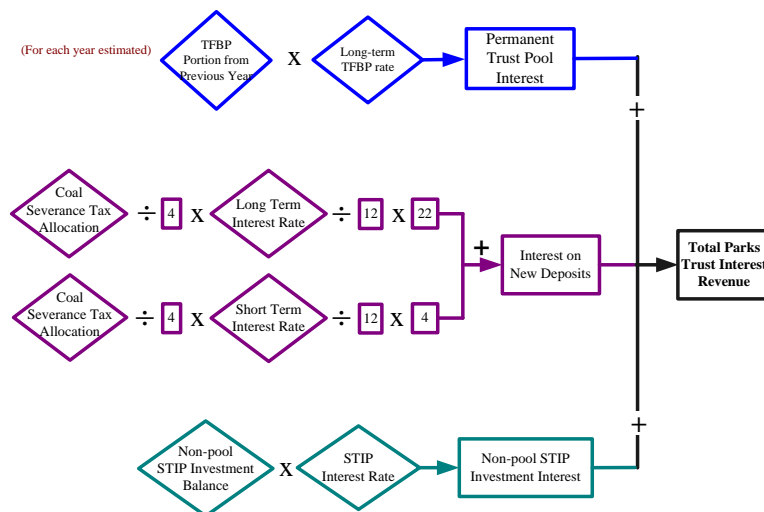 (For each year estimated)
TFBP
Portion from
Previous Year
X
Long-term
TFBP rate
Permanent
Trust Pool
Interest
+
Coal
Severance Tax
Allocation
÷
4
X
Long Term
Interest Rate
÷
12
X
22
+
Interest on
New Deposits
Total Parks
Trust Interest
Revenue
Coal
Severance Tax
Allocation
÷
4
X
Short Term
Interest Rate
÷
12
X
4
+
Non-pool
STIP Investment
Balance
X
STIP
Interest Rate
Non-pool STIP
Investment Interest